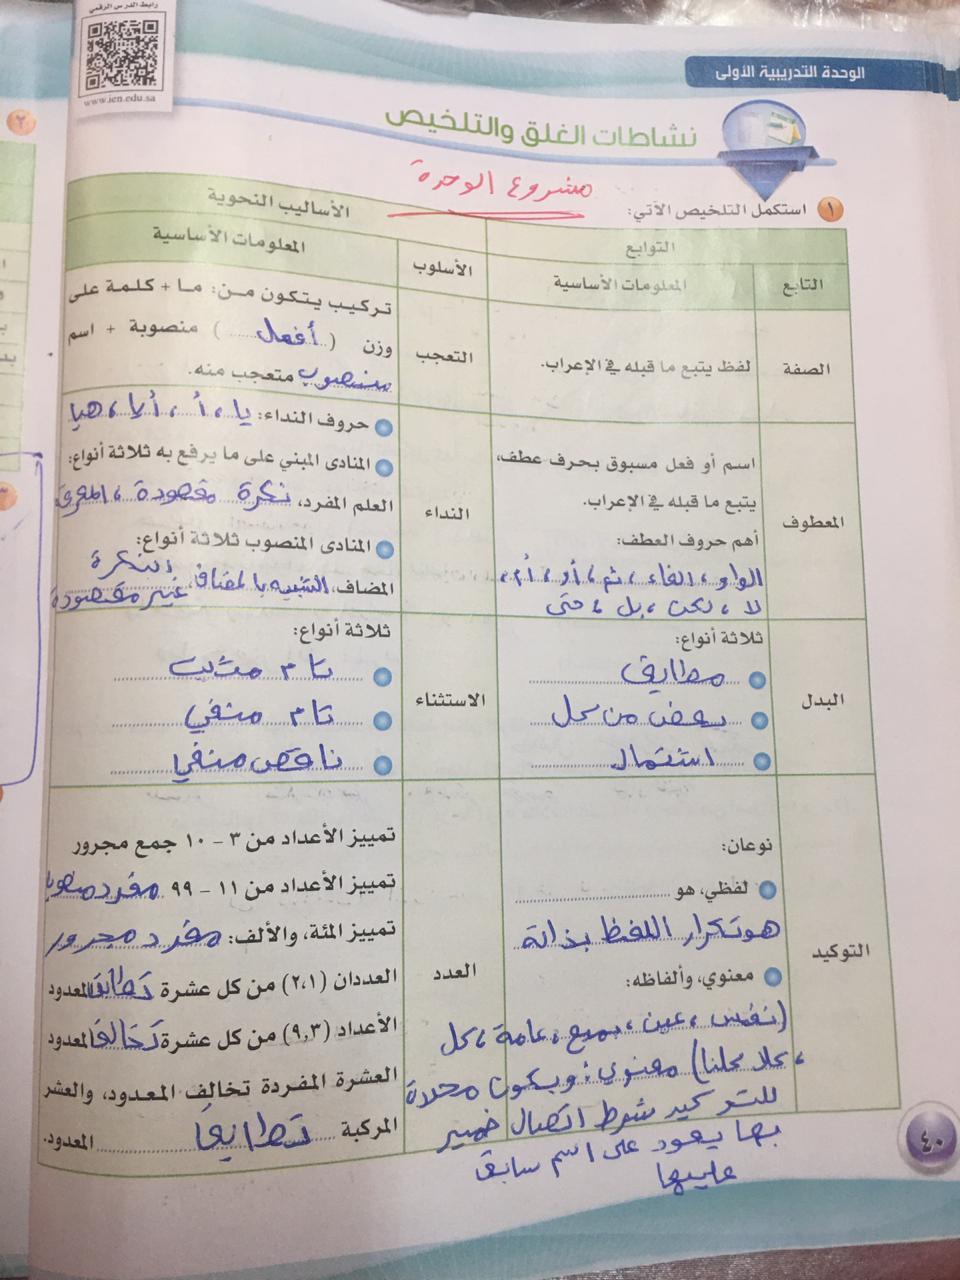 رابط الدرس الرقمي
www.ien.edu.sa
الوحدة التدريبية الأولى
نشاطات الغلق والتلخيص
مشروع الوحدة
١ استكمل التلخيص الآتي:
التوابع
التابع
المعلومات الأساسية
الصفة
لفظ يتبع ما قبله في الإعراب.
المعطوف
اسم أو فعل مسبوق بحرف عطف،
يتبع ما قبله في الإعراب.
أهم حروف العطف:
الواو، الفاء، ثم، أو، أم،
لا، لكن، بل، حتى
البدل
ثلاثة أنواع:
مطابق
بعض من كل
اشتمال
التوكيد
نوعان:
لفظي، هو
هو تكرار اللفظ بذاته
معنوي، وألفاظه:
(نفس، عين، جميع، عامة، كل
، كلا كلتا) معنوي: ويكون محددة
للتوكيد شرط اتصال ضمير
بها يعود على اسم سابق
عليها
الأساليب النحوية
الأسلوب
المعلومات الأساسية
التعجب
تركيب يتكون من: ما + كلمة على
وزن (أفعل) منصوبة + اسم
منصوب متعجب منه.
النداء
حروف النداء: يا، أ، أيا، هيا
المنادى المبني على ما يرفع به ثلاثة أنواع:
العلم المفرد، نكرة مقصودة، المعرف
المنادى المنصوب ثلاثة أنواع:
المضاف، الشبيه بالمضاف، النكرة
غير مقصودة
الاستثناء
ثلاثة أنواع:
تام مثبت
تام منفي
ناقص منفي
العدد
تمييز الأعداد من ٣ - ١٠ جمع مجرور
تمييز الأعداد من ١١ - ٩٩ مفرد منصوب
تمييز المئة، والألف: مفرد مجرور
العددان (٢،١) من كل عشرة تطابق المعدود
الأعداد (٩،٣) من كل عشرة تخالف المعدود
العشرة المفردة تخالف المعدود، والعشر
المركبة تطابق المعدود.
٤٠